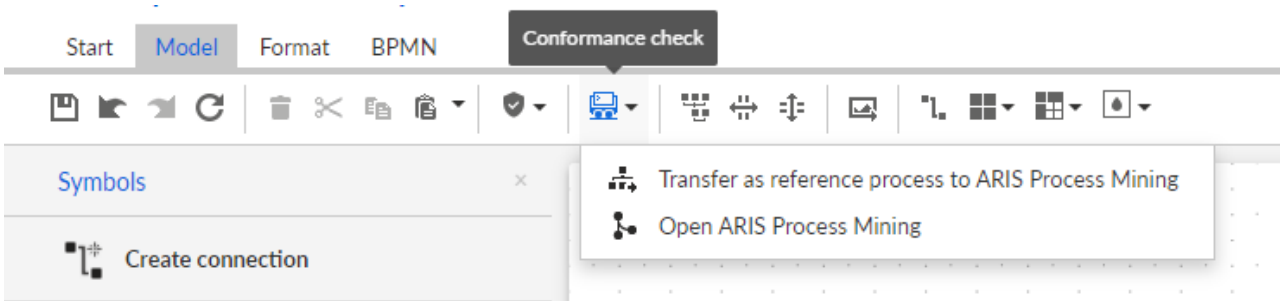 Conformance check
Start Model Format BPMN
Symbols
Transfer as reference process to ARIS Process Mining
Open ARIS Process Mining
Create connection